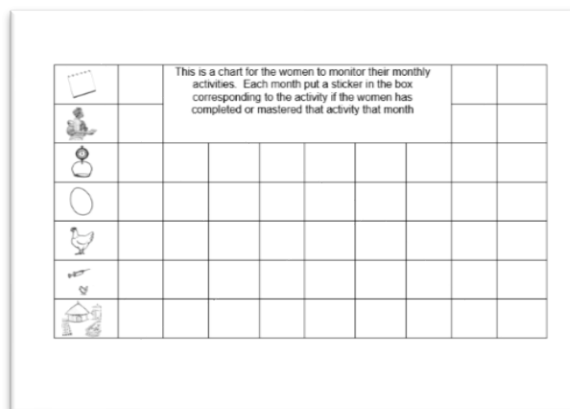 This is a chart for the women to monitor their monthly
activities. Each month put a sticker in the box
corresponding to the activity if the women has
completed or mastered that activity that month